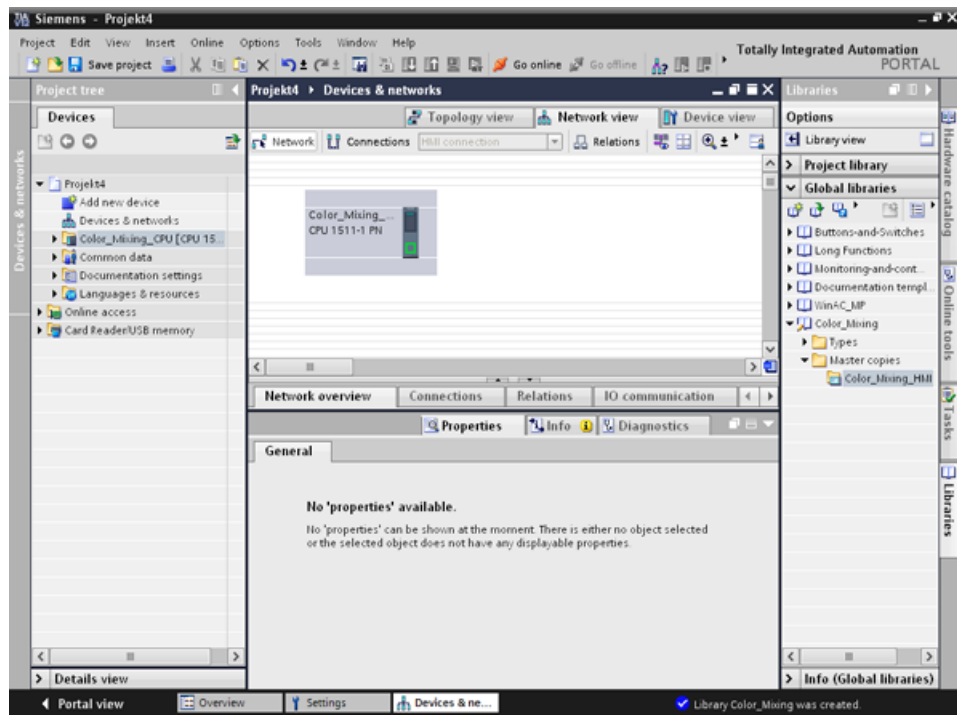 Siemens - Projekt4
Project Edit View Insert Online Options Tools Window Help
Totally Integrated Automation
PORTAL
Save project
Go online
Go offline
Project tree
Devices
Projekt4
Add new device
Devices & networks
Color_Mixing_CPU [CPU 15...
Common data
Documentation settings
Languages & resources
Online access
Card Reader/USB memory
Details view
Devices & networks
Projekt4 Devices & networks
Topology view
Network view
Device view
Network
Connections
HMI connection
Relations
Color_Mixing_...
CPU 1511-1 PN
Network overview
Connections
Relations
IO communication
Properties
Info
Diagnostics
General
No 'properties' available.
No 'properties' can be shown at the moment. There is either no object selected
or the selected object does not have any displayable properties.
Libraries
Options
Library view
Project library
Global libraries
Buttons-and-Switches
Long Functions
Monitoring-and-cont...
Documentation templ...
WinAC_MP
Color_Mixing
Types
Master copies
Color_Mixing_HMI
Info (Global libraries)
Hardware catalog
Online tools
Tasks
Libraries
Portal view
Overview
Settings
Devices & ne...
Library Color_Mixing was created.